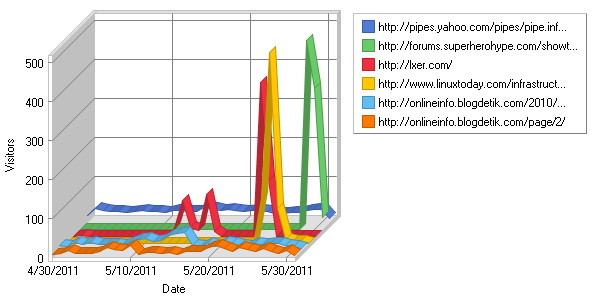 http://pipes.yahoo.com/pipes/pipe.inf...
http://forums.superherohype.com/showt...
http://lxer.com/
http://www.linuxtoday.com/infrastruct...
http://onlineinfo.blogdetik.com/2010/...
http://onlineinfo.blogdetik.com/page/2/
Visitors
500
400
300
200
100
0
4/30/2011 5/10/2011 5/20/2011 5/30/2011
Date